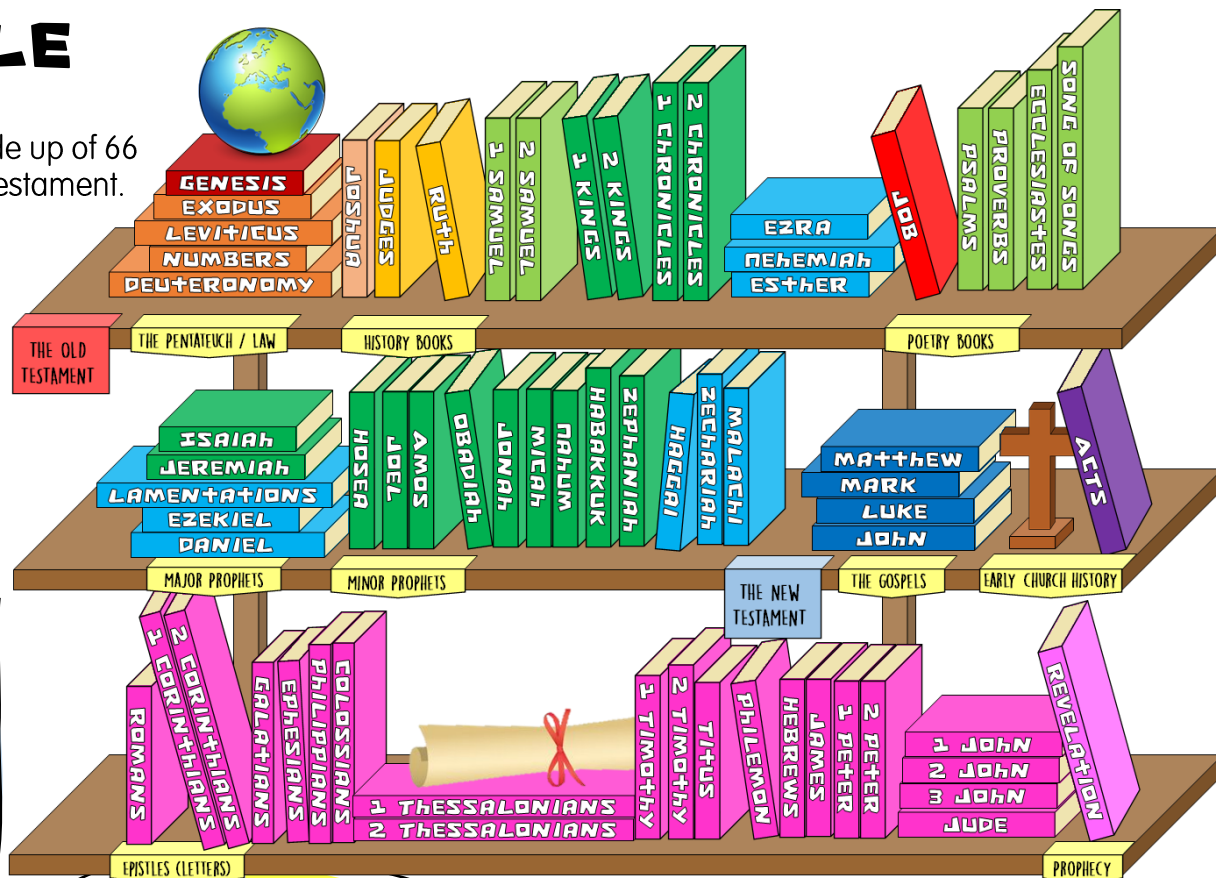 LE
de up of 66
estament.
GENESIS
EXODUS
LEVITICUS
NUMBERS
DEUTERONOMY
JOSHUA
JUDGES
RUTH
1 SAMUEL
2 SAMUEL
1 KINGS
2 KINGS
1 CHRONICLES
2 CHRONICLES
EZRA
NEHEMIAH
ESTHER
JOB
PSALMS
PROVERBS
ECCLESIASTES
SONG OF SONGS
THE OLD
TESTAMENT
THE PENTATEUCH / LAW
HISTORY BOOKS
POETRY BOOKS
ISAIAH
JEREMIAH
LAMENTATIONS
EZEKIEL
DANIEL
HOSEA
JOEL
AMOS
OBADIAH
JONAH
MICAH
NAHUM
HABAKKUK
ZEPHANIAH
HAGGAI
ZECHARIAH
MALACHI
MATTHEW
MARK
LUKE
JOHN
ACTS
MAJOR PROPHETS
MINOR PROPHETS
THE NEW
TESTAMENT
THE GOSPELS
EARLY CHURCH HISTORY
ROMANS
1 CORINTHIANS
2 CORINTHIANS
GALATIANS
EPHESIANS
PHILIPPIANS
COLOSSIANS
1 THESSALONIANS
2 THESSALONIANS
1 TIMOTHY
2 TIMOTHY
TITUS
PHILEMON
HEBREWS
JAMES
1 PETER
2 PETER
1 JOHN
2 JOHN
3 JOHN
JUDE
REVELATION
EPISTLES (LETTERS)
PROPHECY